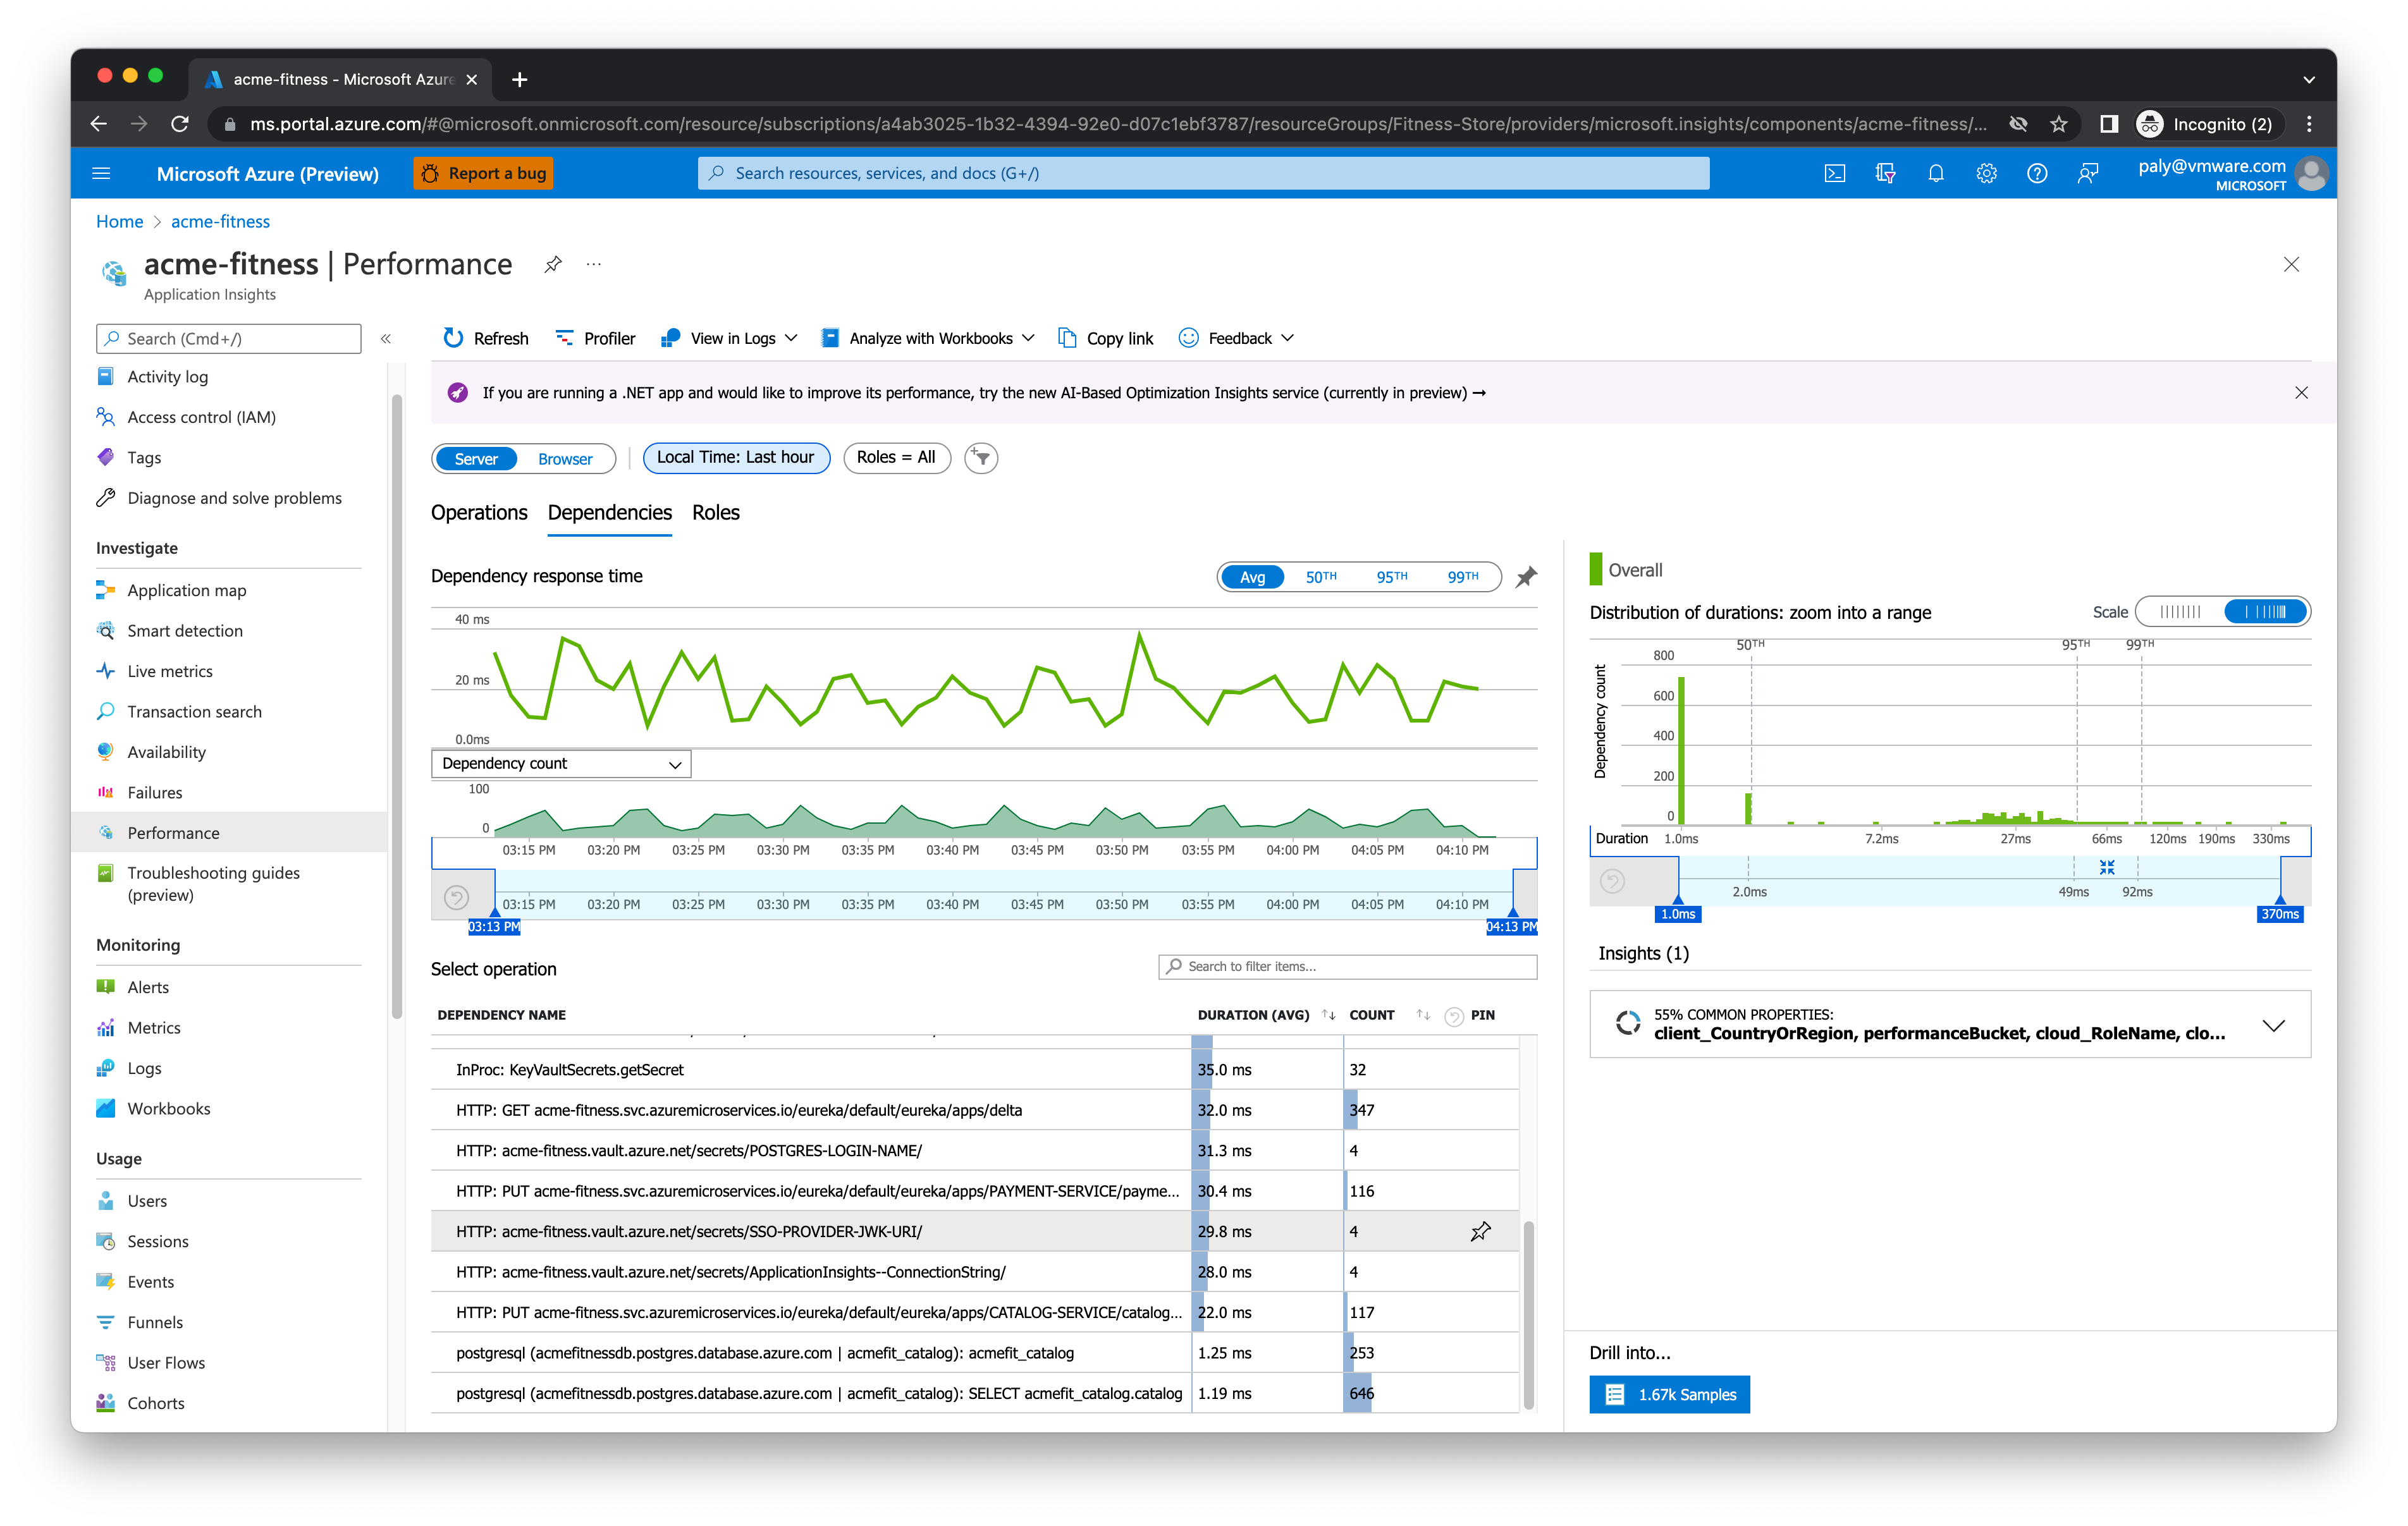 acme-fitness - Microsoft Azure
ms.portal.azure.com/#@microsoft.onmicrosoft.com/resource/subscriptions/a4ab3025-1b32-4394-92e0-d07c1ebf3787/resourceGroups/Fitness-Store/providers/microsoft.insights/components/acme-fitness/...
Incognito (2)
Microsoft Azure (Preview)
Report a bug
Search resources, services, and docs (G+/)
paly@vmware.com
MICROSOFT
Home > acme-fitness
acme-fitness | Performance
Application Insights
Search (Cmd+/)
Activity log
Access control (IAM)
Tags
Diagnose and solve problems
Investigate
Application map
Smart detection
Live metrics
Transaction search
Availability
Failures
Performance
Troubleshooting guides
(preview)
Monitoring
Alerts
Metrics
Logs
Workbooks
Usage
Users
Sessions
Events
Funnels
User Flows
Cohorts
Refresh
Profiler
View in Logs
Analyze with Workbooks
Copy link
Feedback
If you are running a .NET app and would like to improve its performance, try the new AI-Based Optimization Insights service (currently in preview) →
Server
Browser
Local Time: Last hour
Roles = All
Operations
Dependencies
Roles
Dependency response time
Avg
50TH
95TH
99TH
40 ms
20 ms
0.0ms
Dependency count
100
0
03:15 PM 03:20 PM 03:25 PM 03:30 PM 03:35 PM 03:40 PM 03:45 PM 03:50 PM 03:55 PM 04:00 PM 04:05 PM 04:10 PM
03:15 PM 03:20 PM 03:25 PM 03:30 PM 03:35 PM 03:40 PM 03:45 PM 03:50 PM 03:55 PM 04:00 PM 04:05 PM 04:10 PM
03:13 PM
04:13 PM
Select operation
Search to filter items...
DEPENDENCY NAME DURATION (AVG) COUNT PIN
InProc: KeyVaultSecrets.getSecret 35.0 ms 32
HTTP: GET acme-fitness.svc.azuremicroservices.io/eureka/default/eureka/apps/delta 32.0 ms 347
HTTP: acme-fitness.vault.azure.net/secrets/POSTGRES-LOGIN-NAME/ 31.3 ms 4
HTTP: PUT acme-fitness.svc.azuremicroservices.io/eureka/default/eureka/apps/PAYMENT-SERVICE/payme... 30.4 ms 116
HTTP: acme-fitness.vault.azure.net/secrets/SSO-PROVIDER-JWK-URI/ 29.8 ms 4
HTTP: acme-fitness.vault.azure.net/secrets/ApplicationInsights--ConnectionString/ 28.0 ms 4
HTTP: PUT acme-fitness.svc.azuremicroservices.io/eureka/default/eureka/apps/CATALOG-SERVICE/catalog... 22.0 ms 117
postgresql (acmefitnessdb.postgres.database.azure.com | acmefit_catalog): acmefit_catalog 1.25 ms 253
postgresql (acmefitnessdb.postgres.database.azure.com | acmefit_catalog): SELECT acmefit_catalog.catalog 1.19 ms 646
Overall
Distribution of durations: zoom into a range
Scale
50TH 95TH 99TH
Dependency count
800
600
400
200
0
Duration 1.0ms 7.2ms 27ms 66ms 120ms 190ms 330ms
2.0ms 49ms 92ms
1.0ms
370ms
Insights (1)
55% COMMON PROPERTIES:
client_CountryOrRegion, performanceBucket, cloud_RoleName, clo...
Drill into...
1.67k Samples